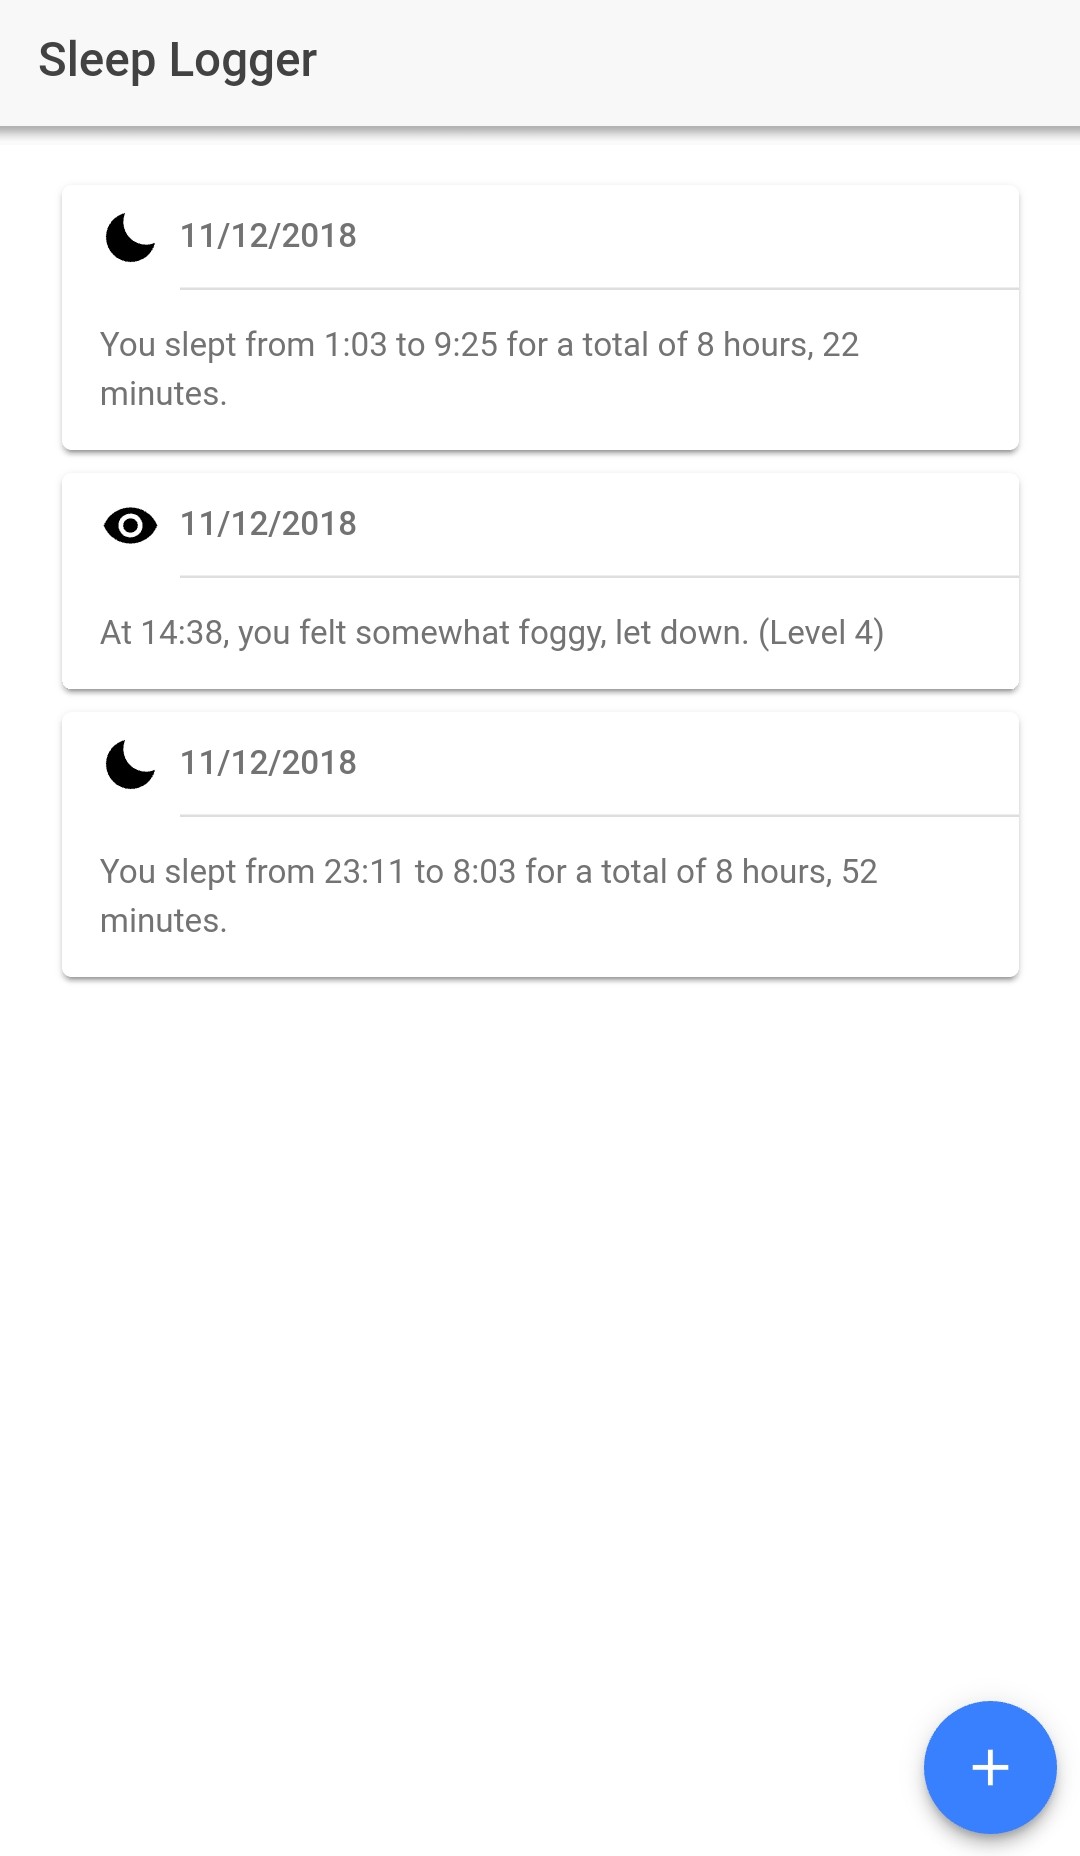 Sleep Logger
11/12/2018
You slept from 1:03 to 9:25 for a total of 8 hours, 22
minutes.
11/12/2018
At 14:38, you felt somewhat foggy, let down. (Level 4)
11/12/2018
You slept from 23:11 to 8:03 for a total of 8 hours, 52
minutes.